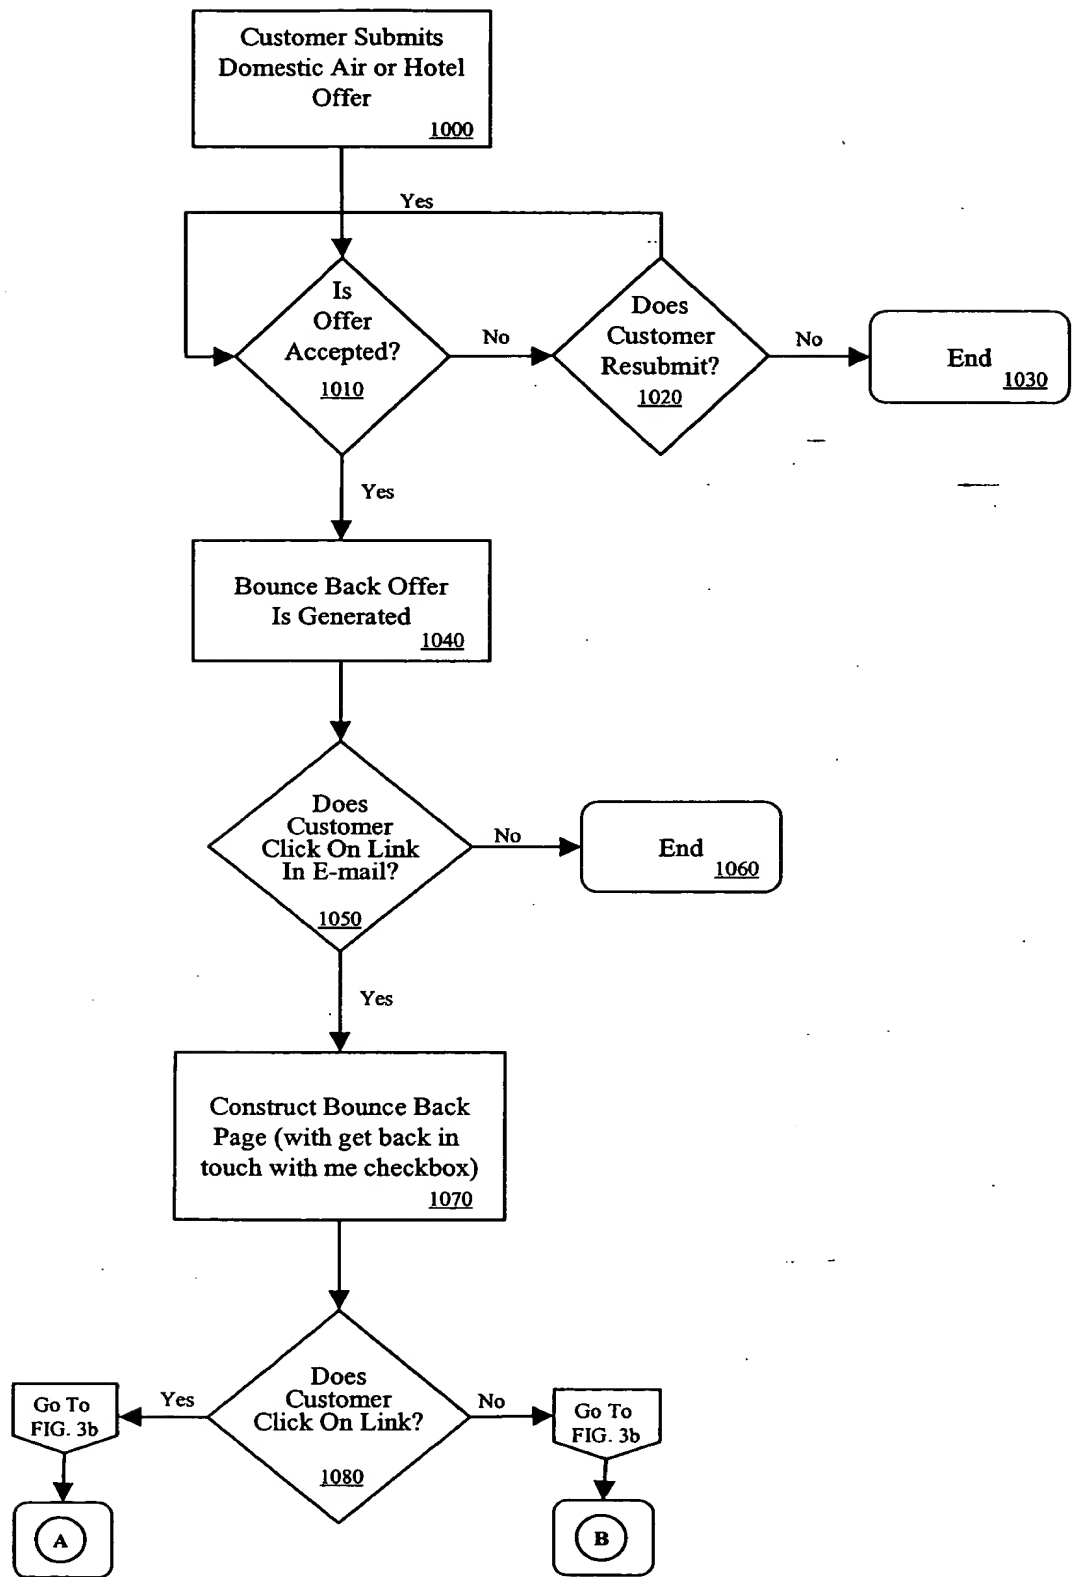 Customer Submits
Domestic Air or Hotel
Offer
1000
Yes
Is
Offer
Accepted?
1010
No
Does
Customer
Resubmit?
1020
No
End
1030
Yes
Bounce Back Offer
Is Generated
1040
Does
Customer
Click On Link
In E-mail?
1050
No
End
1060
Yes
Construct Bounce Back
Page (with get back in
touch with me checkbox)
1070
Does
Customer
Click On Link?
1080
Yes
Go To
FIG. 3b
A
No
Go To
FIG. 3b
B